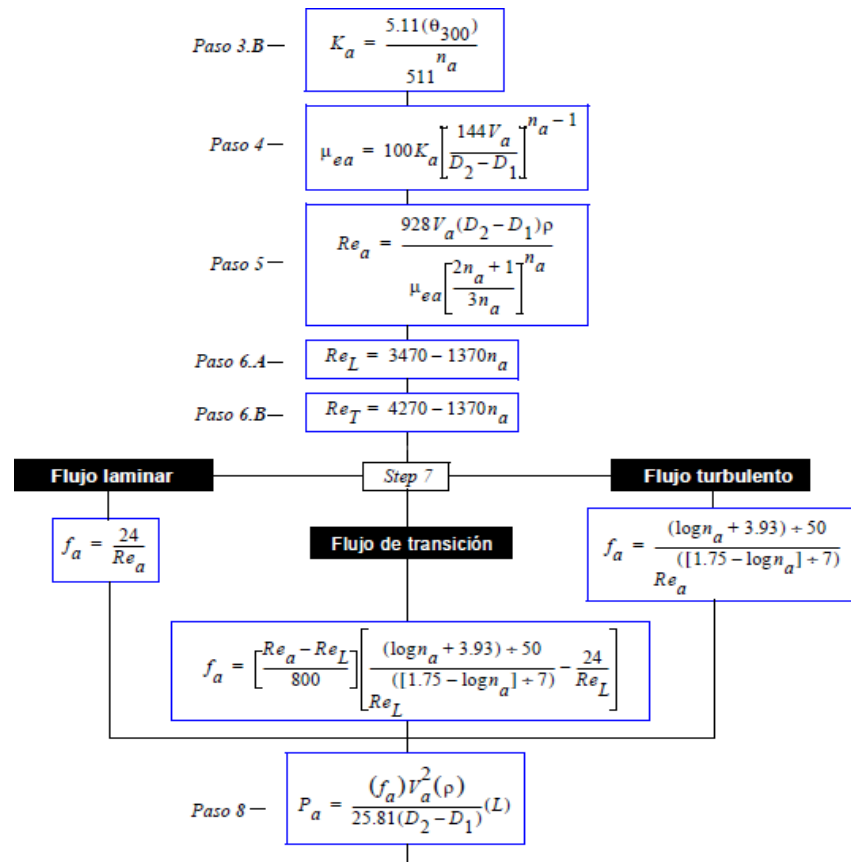 Paso 3.B— K_a = 5.11(θ_300) / 511^{n_a}
Paso 4— μ_{ea} = 100K_a [144V_a / (D_2 − D_1)]^{n_a − 1}
Paso 5— Re_a = 928V_a(D_2 − D_1)ρ / μ_{ea}[(2n_a + 1) / 3n_a]^{n_a}
Paso 6.A— Re_L = 3470 − 1370n_a
Paso 6.B— Re_T = 4270 − 1370n_a
Flujo laminar
Step 7
Flujo turbulento
f_a = 24 / Re_a
Flujo de transición
f_a = (log n_a + 3.93) ÷ 50 / Re_a^{([1.75 − log n_a] ÷ 7)}
f_a = [(Re_a − Re_L) / 800] [(log n_a + 3.93) ÷ 50 / Re_L^{([1.75 − log n_a] ÷ 7)} − 24 / Re_L]
Paso 8— P_a = (f_a)V_a^2(ρ) / 25.81(D_2 − D_1) (L)